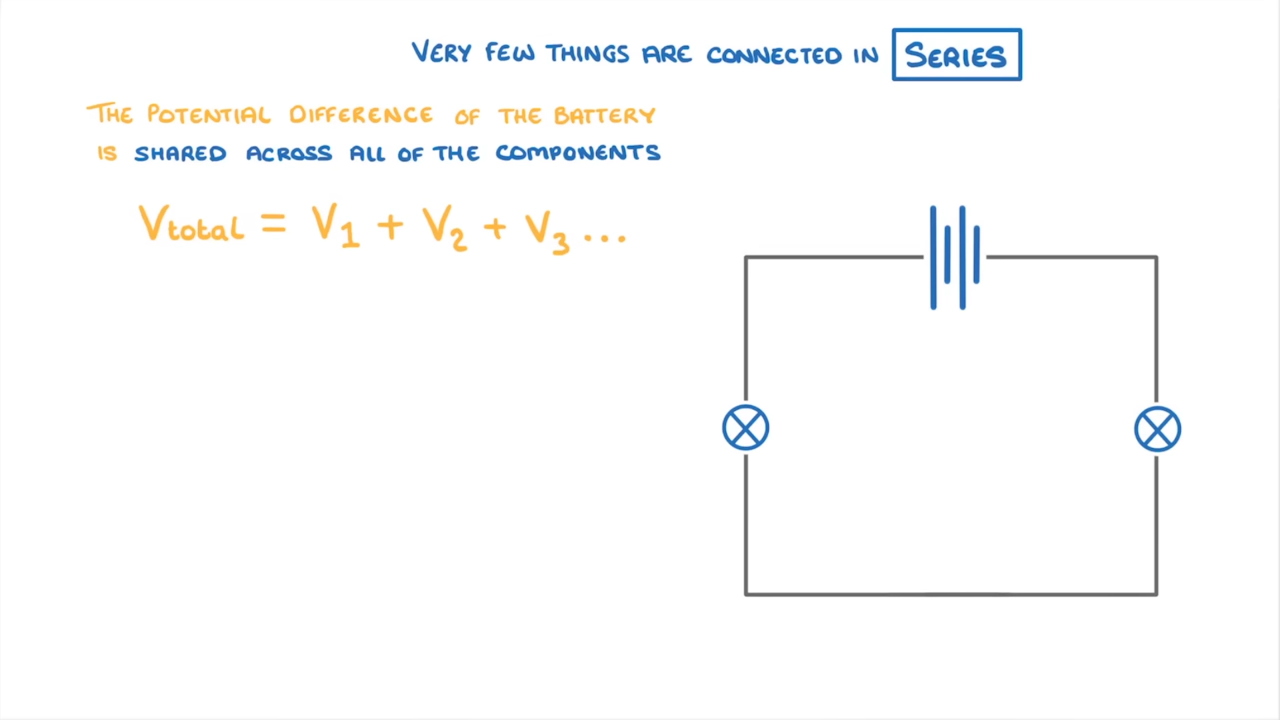 VERY FEW THINGS ARE CONNECTED IN SERIES
THE POTENTIAL DIFFERENCE OF THE BATTERY
IS SHARED ACROSS ALL OF THE COMPONENTS
Vtotal = V1 + V2 + V3 ...